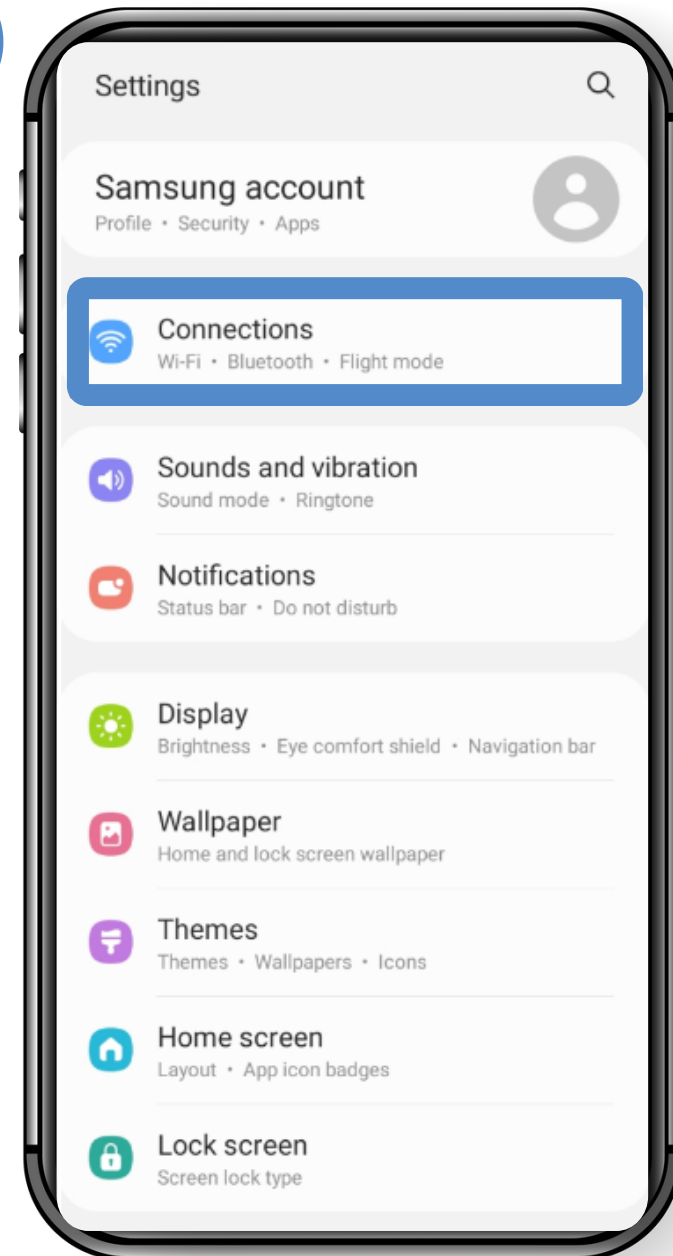 Settings
Samsung account
Profile • Security • Apps
Connections
Wi-Fi • Bluetooth • Flight mode
Sounds and vibration
Sound mode • Ringtone
Notifications
Status bar • Do not disturb
Display
Brightness • Eye comfort shield • Navigation bar
Wallpaper
Home and lock screen wallpaper
Themes
Themes • Wallpapers • Icons
Home screen
Layout • App icon badges
Lock screen
Screen lock type